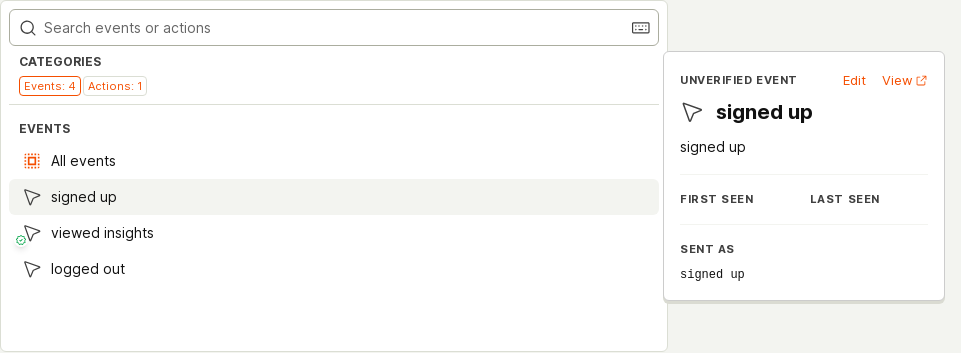 Search events or actions
CATEGORIES
Events: 4 Actions: 1
EVENTS
All events
signed up
viewed insights
logged out
UNVERIFIED EVENT Edit View
signed up
signed up
FIRST SEEN LAST SEEN
SENT AS
signed up